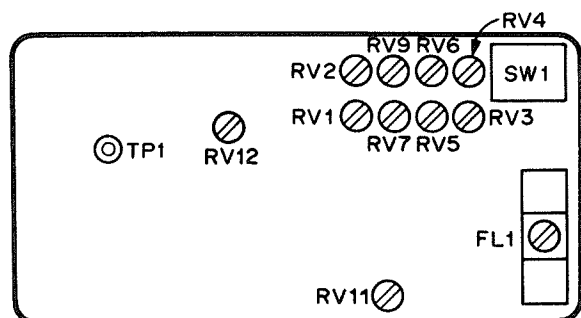 RV4
RV9 RV6
RV2
SW1
RV1
RV3
RV7 RV5
TP1
RV12
FL1
RV11